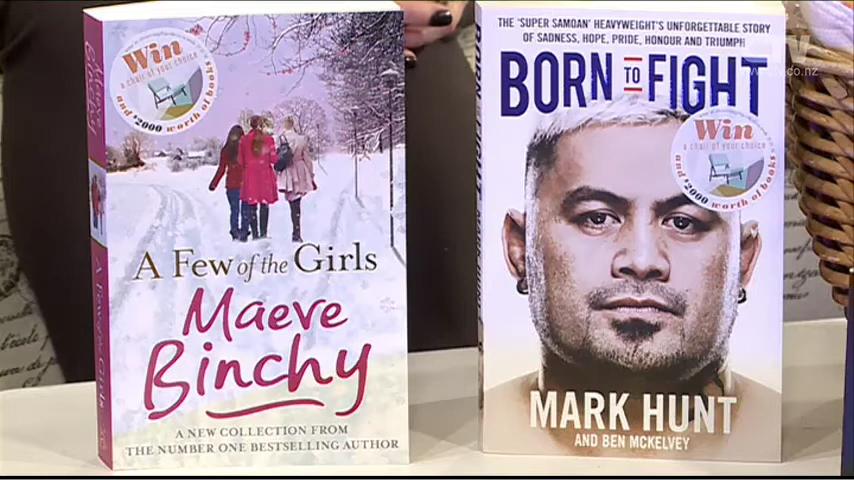 Win
a chair of your choice
and $2000 worth of books
Maeve
Binchy
A Few of the Girls
A Few of the Girls
Maeve
Binchy
A NEW COLLECTION FROM
THE NUMBER ONE BESTSELLING AUTHOR
THE 'SUPER SAMOAN' HEAVYWEIGHT'S UNFORGETTABLE STORY
OF SADNESS, HOPE, PRIDE, HONOUR AND TRIUMPH
BORN TO FIGHT
Win
a chair of your choice
and $2000 worth of books
MARK HUNT
AND BEN MCKELVEY